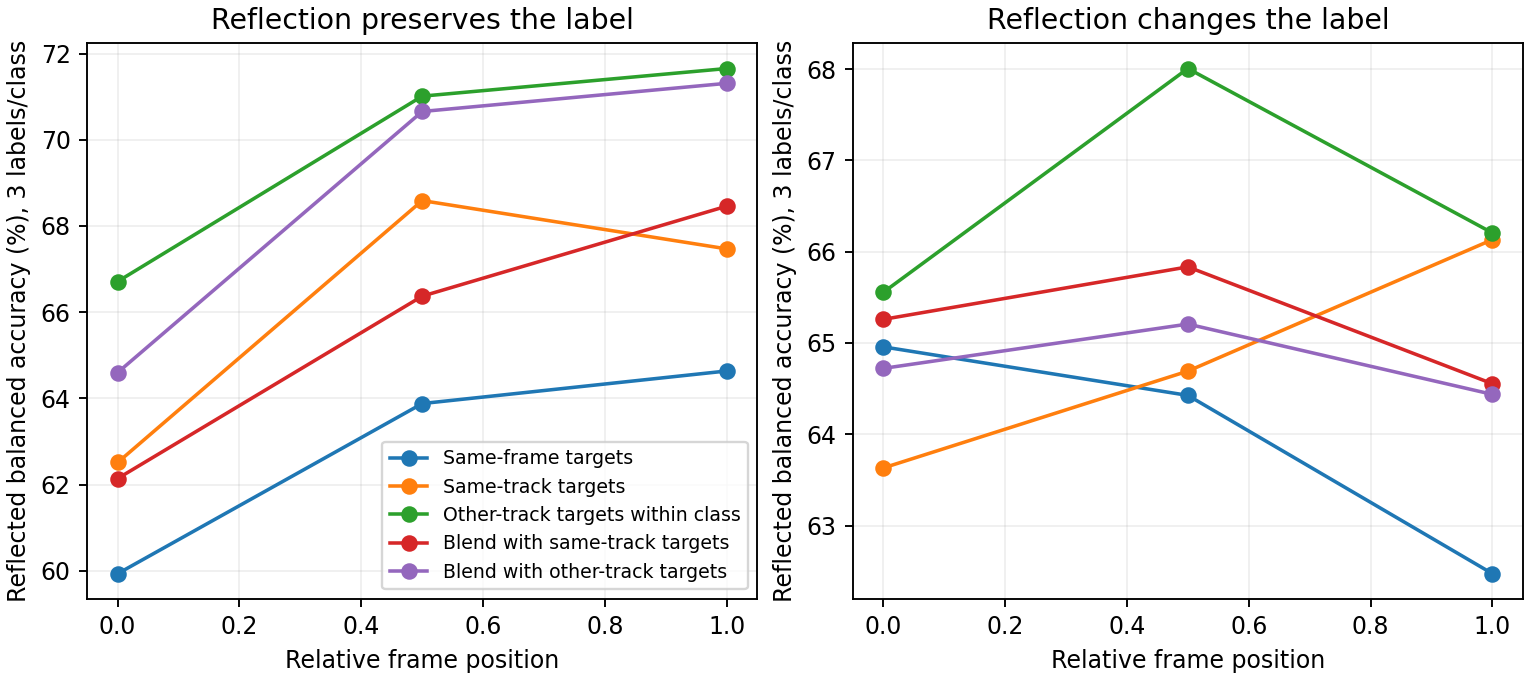 Reflection preserves the label
Reflected balanced accuracy (%), 3 labels/class
72
70
68
66
64
62
60
Same-frame targets
Same-track targets
Other-track targets within class
Blend with same-track targets
Blend with other-track targets
0.0 0.2 0.4 0.6 0.8 1.0
Relative frame position
Reflection changes the label
Reflected balanced accuracy (%), 3 labels/class
68
67
66
65
64
63
0.0 0.2 0.4 0.6 0.8 1.0
Relative frame position